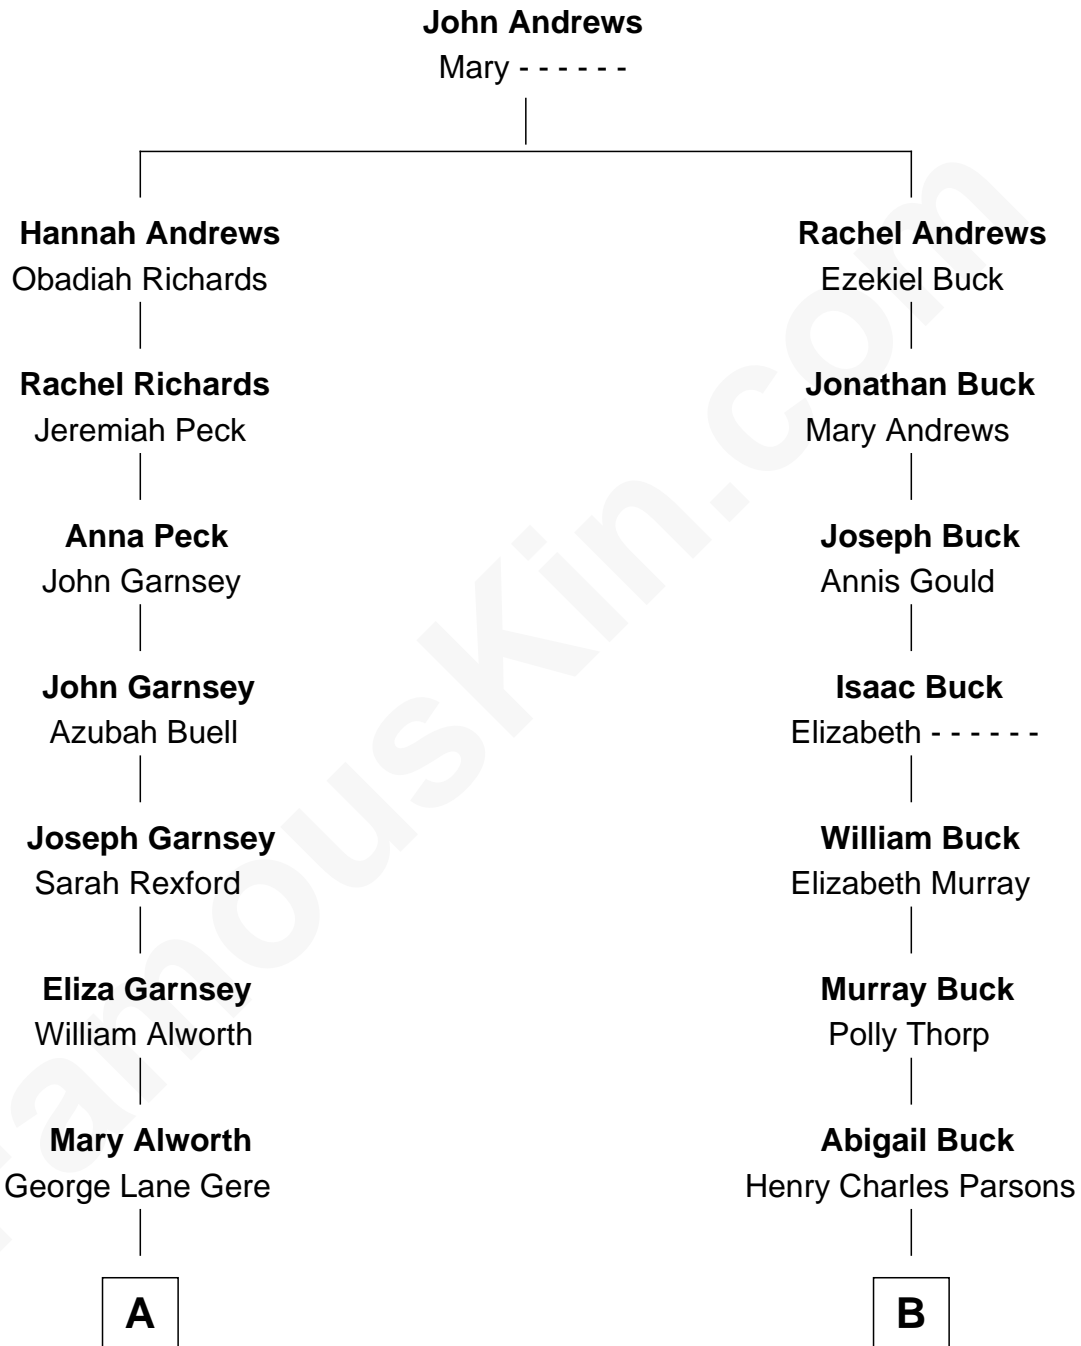 John Andrews
Mary - - - - - -
Hannah Andrews
Obadiah Richards
Rachel Andrews
Ezekiel Buck
Rachel Richards
Jeremiah Peck
Jonathan Buck
Mary Andrews
Anna Peck
John Garnsey
Joseph Buck
Annis Gould
John Garnsey
Azubah Buell
Isaac Buck
Elizabeth - - - - - -
Joseph Garnsey
Sarah Rexford
William Buck
Elizabeth Murray
Eliza Garnsey
William Alworth
Murray Buck
Polly Thorp
Mary Alworth
George Lane Gere
Abigail Buck
Henry Charles Parsons
A
B
FamousKin.com